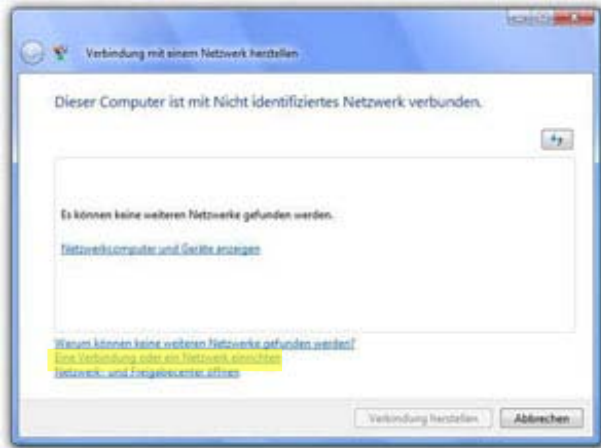 Verbindung mit einem Netzwerk herstellen
Dieser Computer ist mit Nicht identifiziertes Netzwerk verbunden.
Es können keine weiteren Netzwerke gefunden werden.
Netzwerkcomputer und Geräte anzeigen
Warum können keine weiteren Netzwerke gefunden werden?
Eine Verbindung oder ein Netzwerk einrichten
Netzwerk- und Freigabecenter öffnen
Verbindung herstellen
Abbrechen